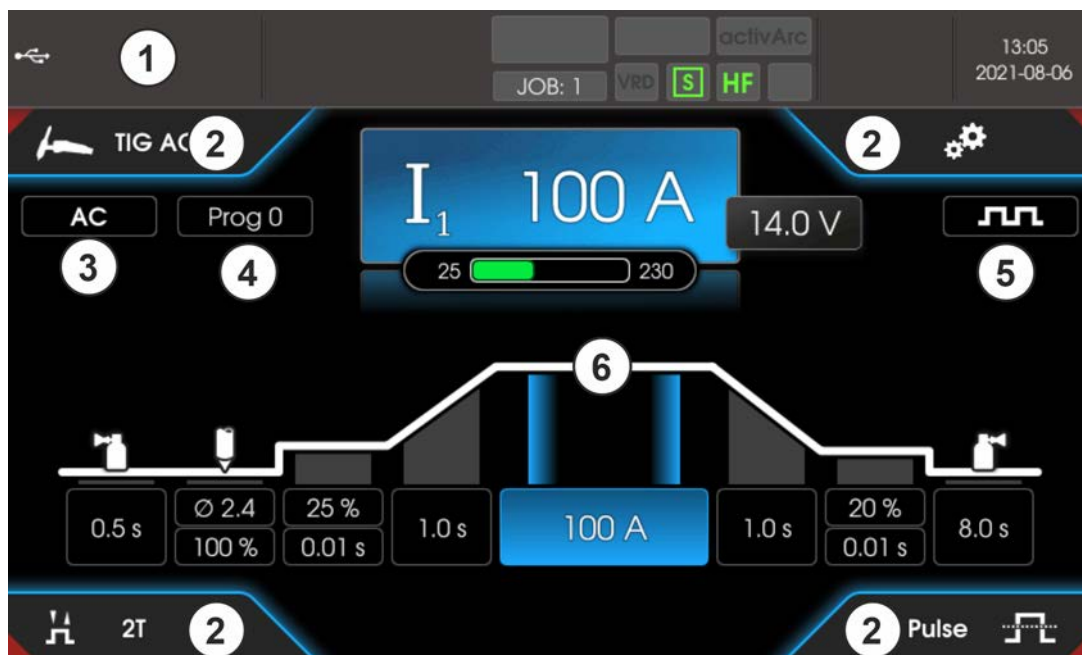 1
activArc
13:05
JOB: 1 VRD S HF
2021-08-06
TIG AC 2
2
I1 100 A
AC Prog 0
14.0 V
3 4
25 230
5
6
0.5 s
Ø 2.4
100 %
25 %
0.01 s
1.0 s
100 A
1.0 s
20 %
0.01 s
8.0 s
2T 2
2 Pulse